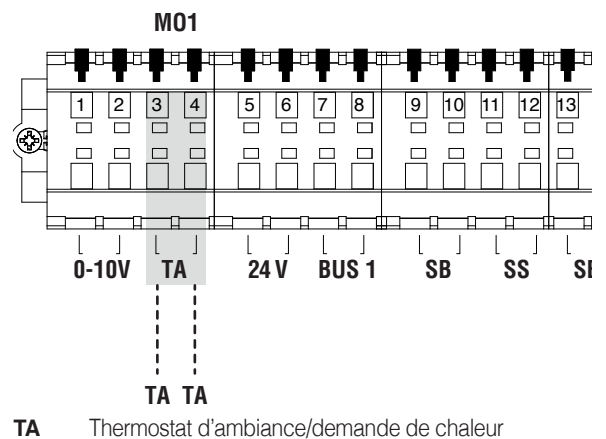 MO1
1 2 3 4 5 6 7 8 9 10 11 12 13
0-10V TA 24 V BUS 1 SB SS
TA TA
TA Thermostat d'ambiance/demande de chaleur